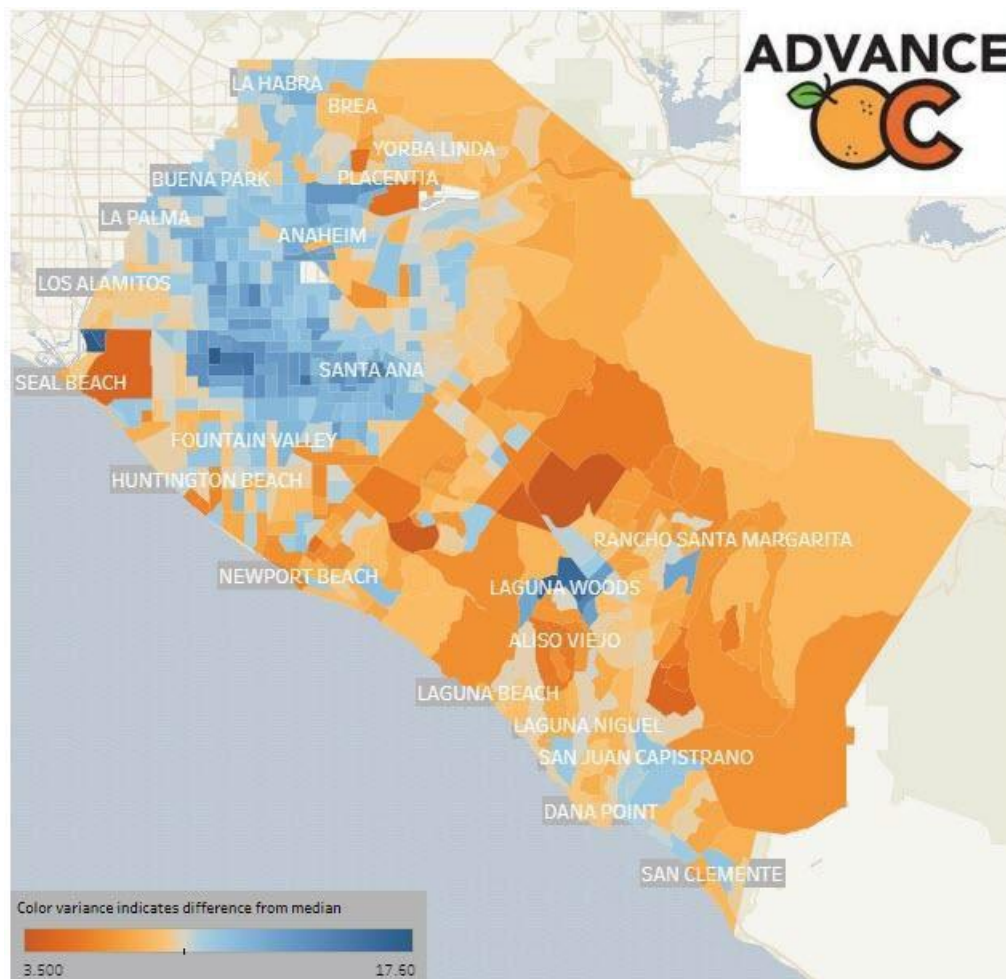 ADVANCE
OC
LA HABRA
BREA
YORBA LINDA
BUENA PARK
PLACENTIA
LA PALMA
ANAHEIM
LOS ALAMITOS
SANTA ANA
SEAL BEACH
FOUNTAIN VALLEY
HUNTINGTON BEACH
RANCHO SANTA MARGARITA
NEWPORT BEACH
LAGUNA WOODS
ALISO VIEJO
LAGUNA BEACH
LAGUNA NIGUEL
SAN JUAN CAPISTRANO
DANA POINT
SAN CLEMENTE
Color variance indicates difference from median
3.500 17.60